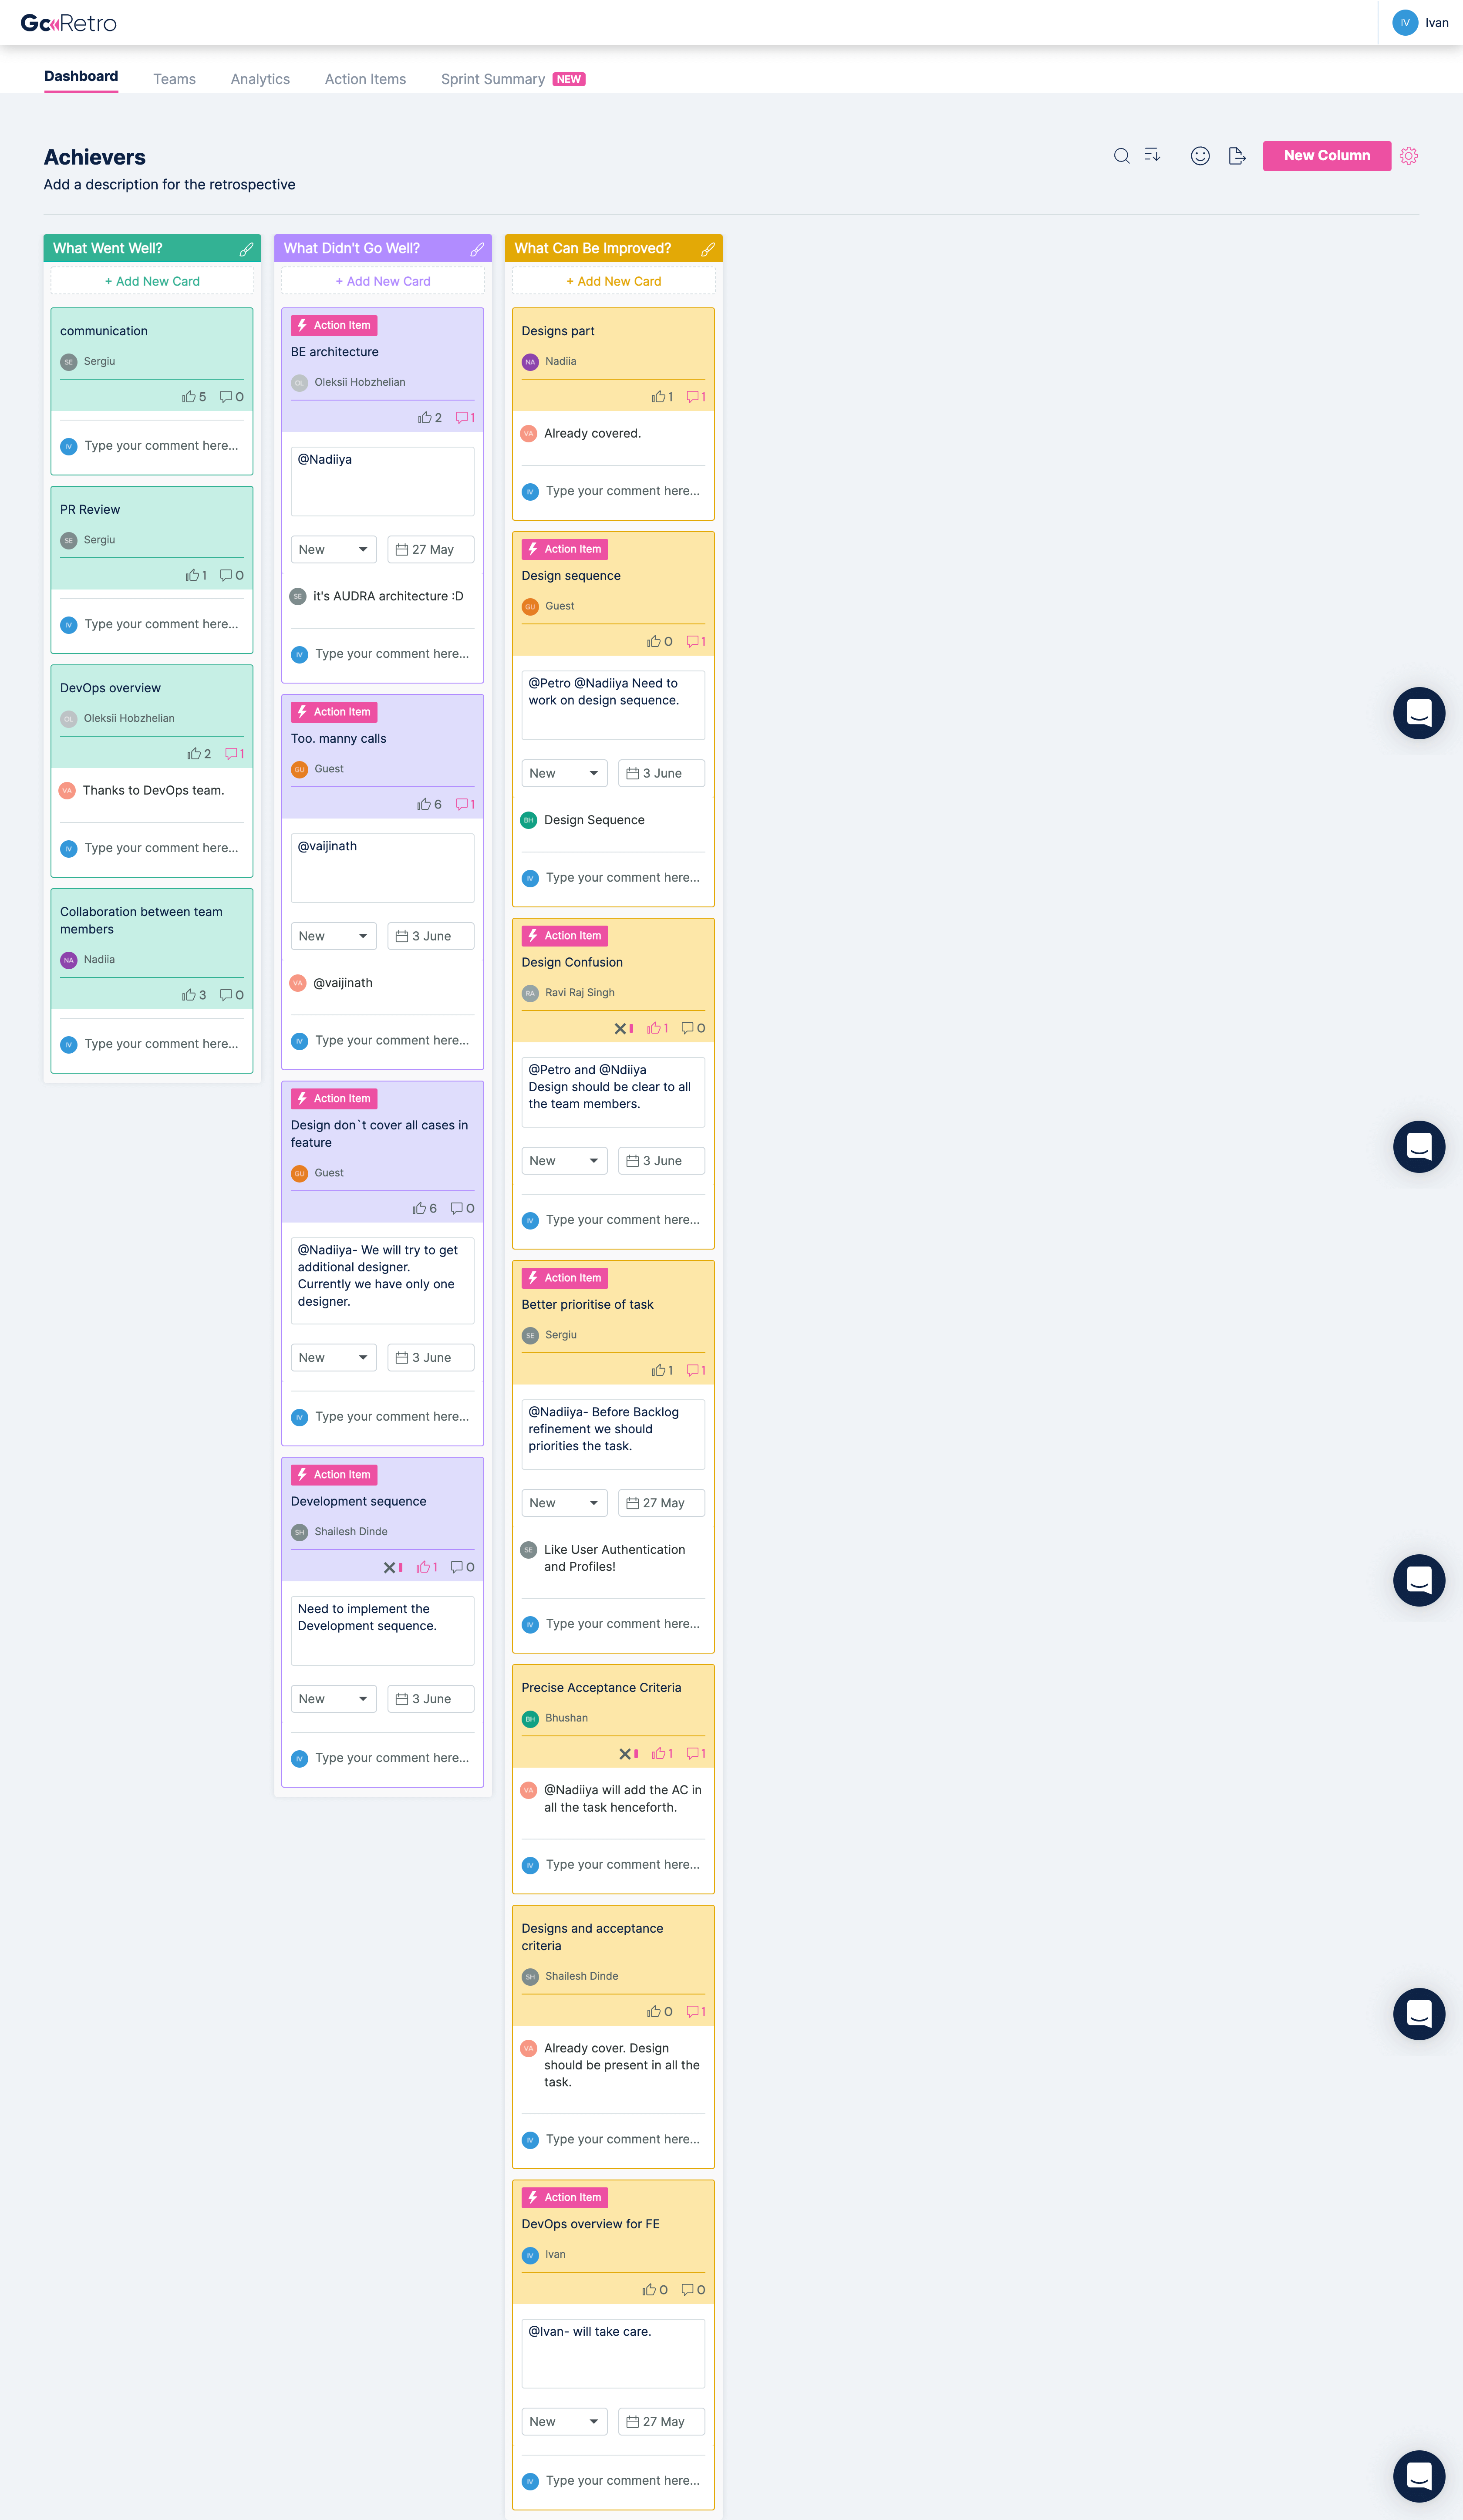 GoRetro
IV Ivan
Dashboard
Teams
Analytics
Action Items
Sprint Summary NEW
Achievers
Add a description for the retrospective
New Column
What Went Well?
+ Add New Card
communication
SE Sergiu
5 0
IV Type your comment here...
PR Review
SE Sergiu
1 0
IV Type your comment here...
DevOps overview
OL Oleksii Hobzhelian
2 1
VA Thanks to DevOps team.
IV Type your comment here...
Collaboration between team
members
NA Nadiia
3 0
IV Type your comment here...
What Didn't Go Well?
+ Add New Card
Action Item
BE architecture
OL Oleksii Hobzhelian
2 1
@Nadiiya
New 27 May
SE it's AUDRA architecture :D
IV Type your comment here...
Action Item
Too. manny calls
GU Guest
6 1
@vaijinath
New 3 June
VA @vaijinath
IV Type your comment here...
Action Item
Design don`t cover all cases in
feature
GU Guest
6 0
@Nadiiya- We will try to get
additional designer.
Currently we have only one
designer.
New 3 June
IV Type your comment here...
Action Item
Development sequence
SH Shailesh Dinde
1 0
Need to implement the
Development sequence.
New 3 June
IV Type your comment here...
What Can Be Improved?
+ Add New Card
Designs part
NA Nadiia
1 1
VA Already covered.
IV Type your comment here...
Action Item
Design sequence
GU Guest
0 1
@Petro @Nadiiya Need to
work on design sequence.
New 3 June
BH Design Sequence
IV Type your comment here...
Action Item
Design Confusion
RA Ravi Raj Singh
1 0
@Petro and @Ndiiya
Design should be clear to all
the team members.
New 3 June
IV Type your comment here...
Action Item
Better prioritise of task
SE Sergiu
1 1
@Nadiiya- Before Backlog
refinement we should
priorities the task.
New 27 May
SE Like User Authentication
and Profiles!
IV Type your comment here...
Precise Acceptance Criteria
BH Bhushan
1 1
VA @Nadiiya will add the AC in
all the task henceforth.
IV Type your comment here...
Designs and acceptance
criteria
SH Shailesh Dinde
0 1
VA Already cover. Design
should be present in all the
task.
IV Type your comment here...
Action Item
DevOps overview for FE
IV Ivan
0 0
@Ivan- will take care.
New 27 May
IV Type your comment here...